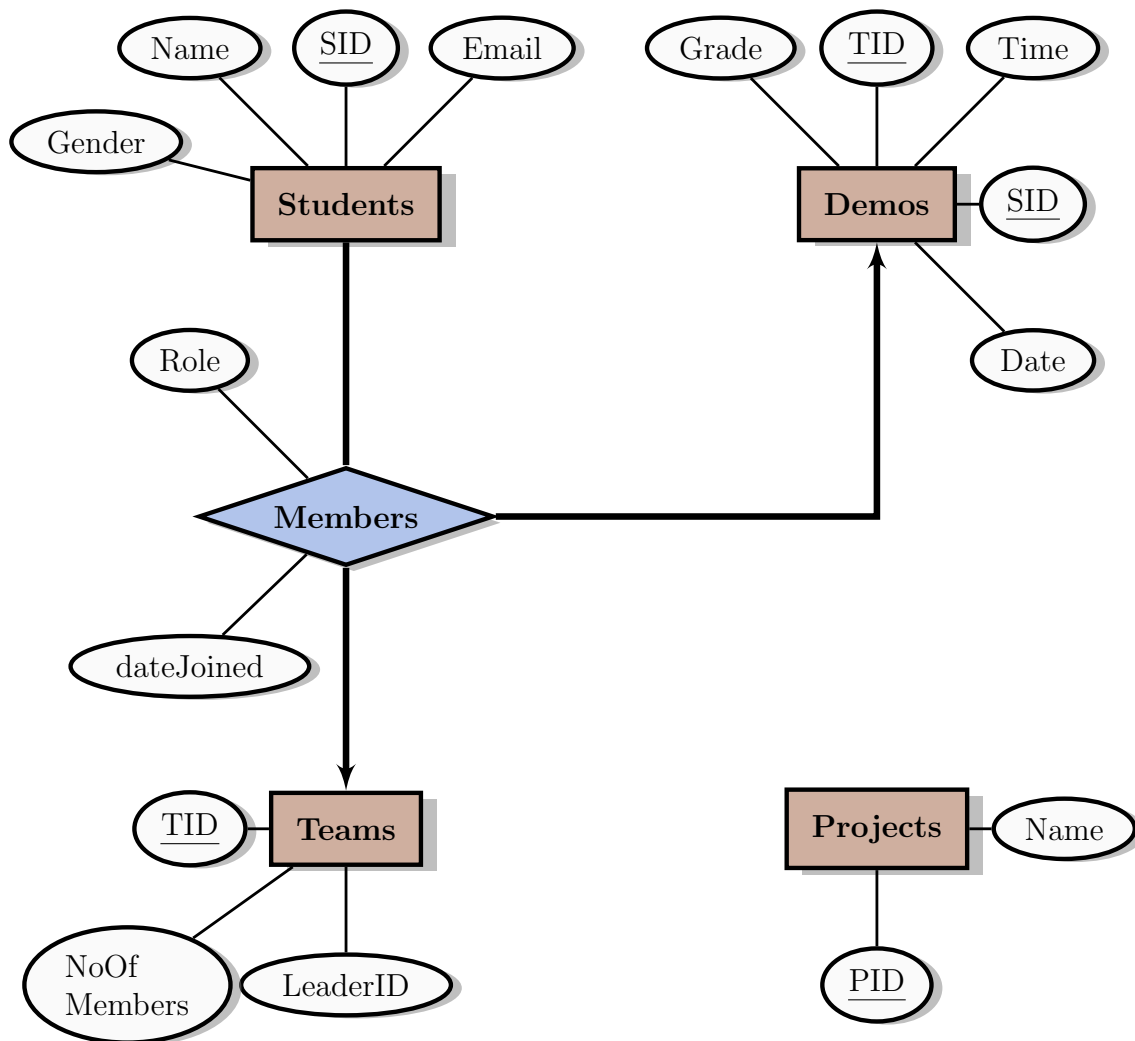 Name
SID
Email
Grade
TID
Time
Gender
Students
Demos
SID
Role
Date
Members
dateJoined
TID
Teams
Projects
Name
NoOf
Members
LeaderID
PID